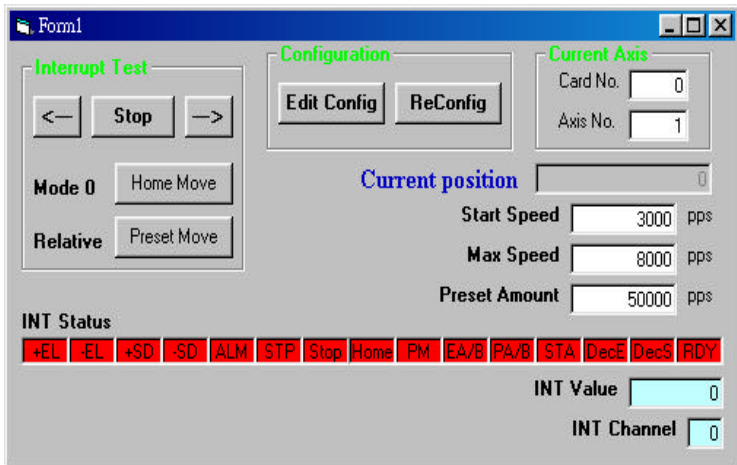 Form1
Interrupt Test
<--
Stop
-->
Mode 0
Home Move
Relative
Preset Move
Configuration
Edit Config
ReConfig
Current Axis
Card No. 0
Axis No. 1
Current position 0
Start Speed 3000 pps
Max Speed 8000 pps
Preset Amount 50000 pps
INT Status
+EL -EL +SD -SD ALM STP Stop Home PM EA/B PA/B STA DecE DecS RDY
INT Value 0
INT Channel 0